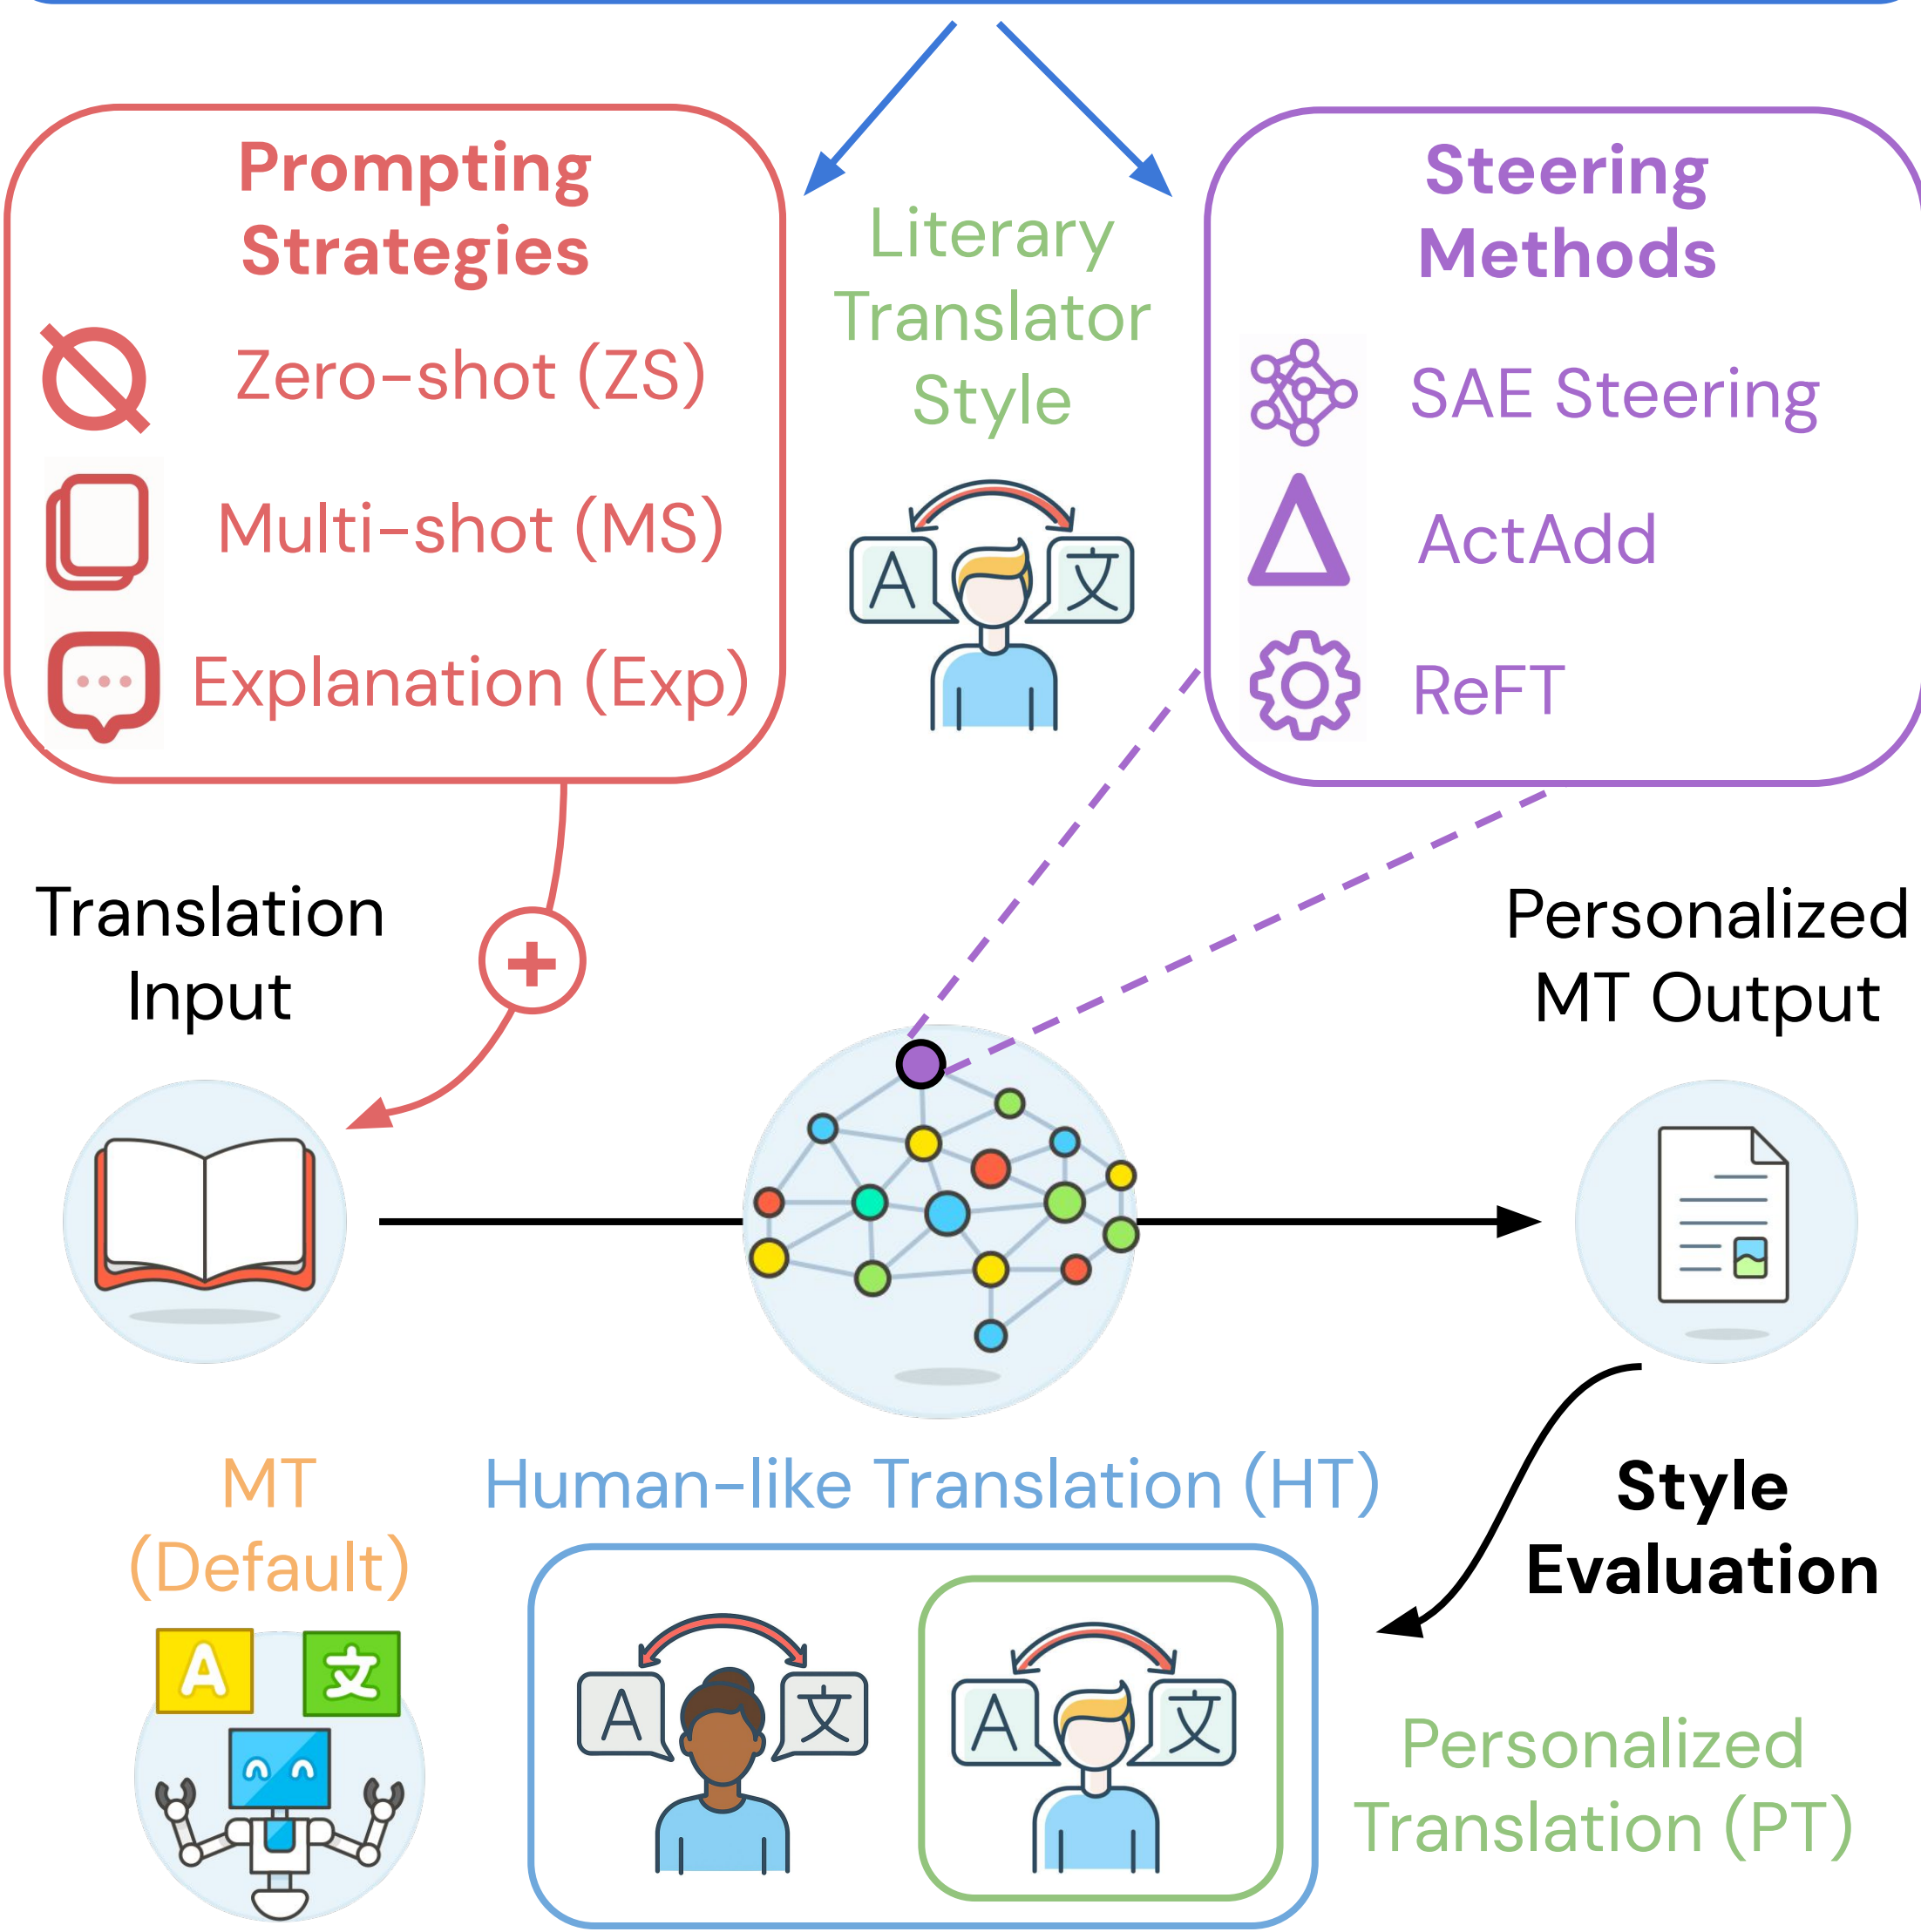 Prompting
Strategies
Zero-shot (ZS)
Multi-shot (MS)
Explanation (Exp)
Literary
Translator
Style
A 文
Steering
Methods
SAE Steering
ActAdd
ReFT
Translation
Input
+
Personalized
MT Output
MT
(Default)
A 文
Human-like Translation (HT)
A 文
A 文
Style
Evaluation
Personalized
Translation (PT)